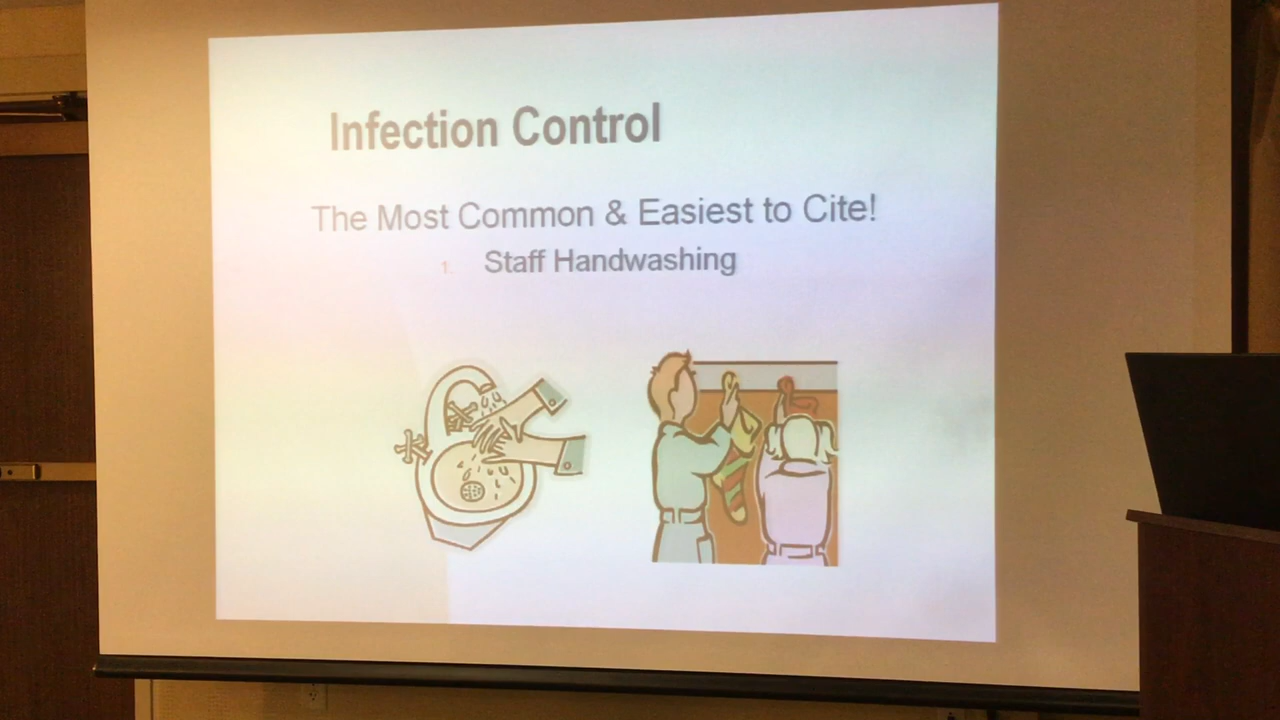 Infection Control
The Most Common & Easiest to Cite!
1. Staff Handwashing